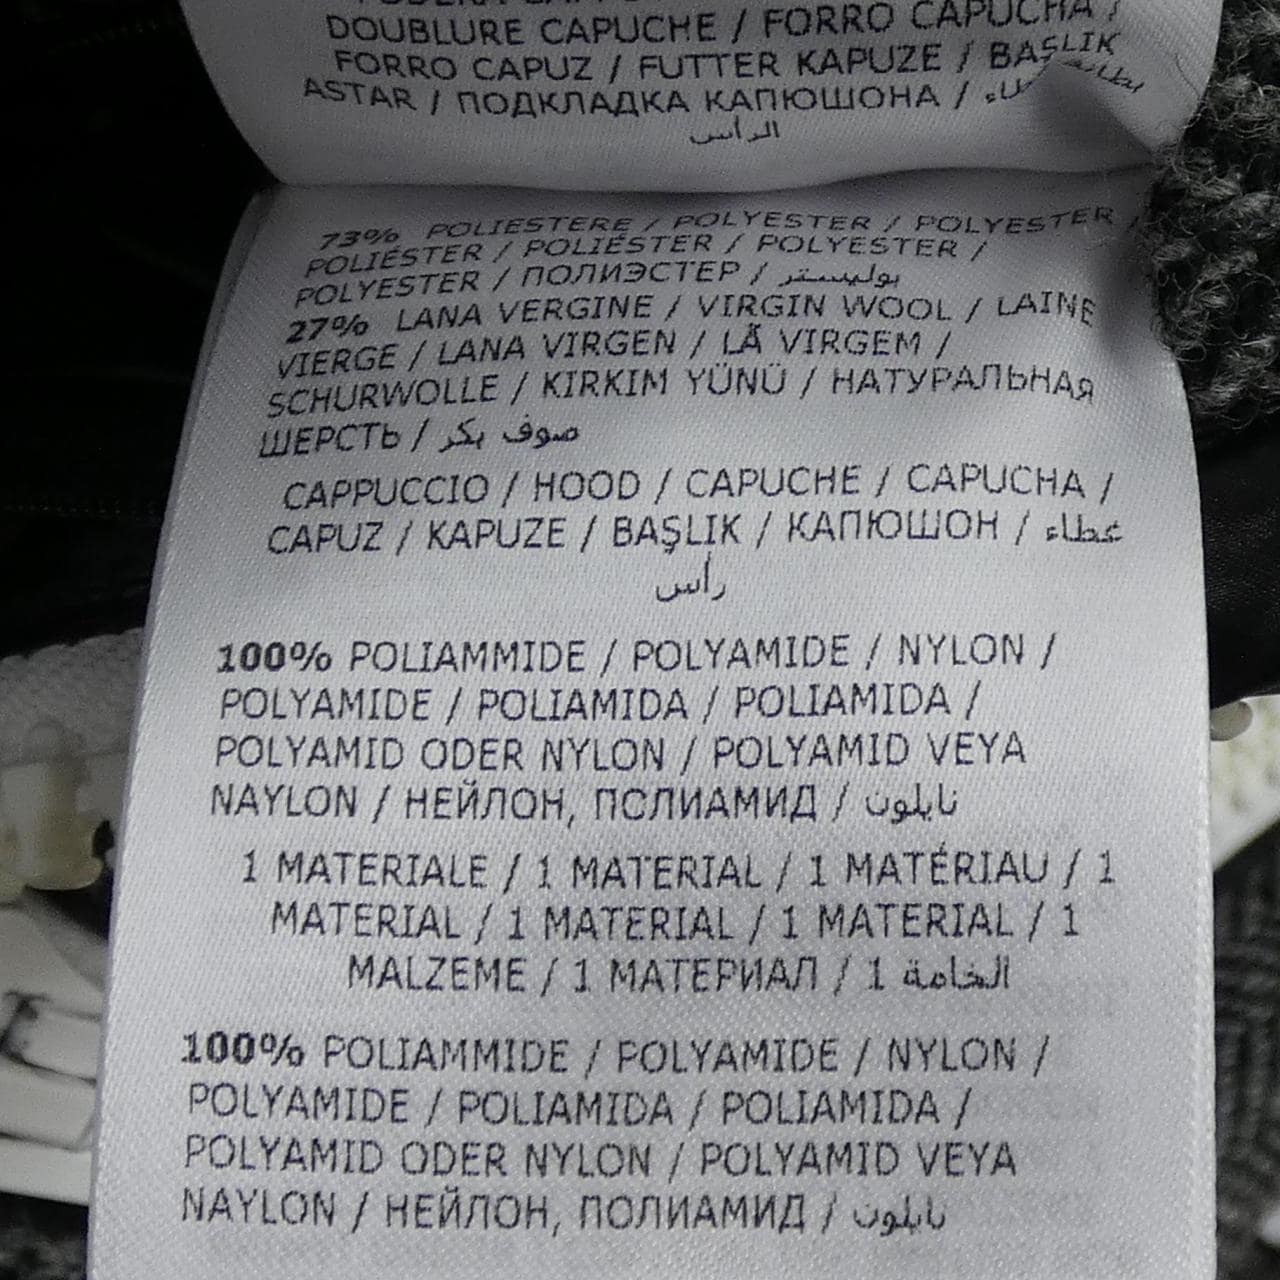 DOUBLURE CAPUCHE / FORRO CAPUCHA /
FORRO CAPUZ / FUTTER KAPUZE / BAŞLIK
ASTAR / ПОДКЛАДКА КАПЮШОНА /
الرأس
73% POLIESTERE / POLYESTER / POLYESTER /
POLIÉSTER / POLIÉSTER / POLYESTER /
POLYESTER / ПОЛИЭСТЕР / بوليستر
27% LANA VERGINE / VIRGIN WOOL / LAINE
VIERGE / LANA VIRGEN / LÃ VIRGEM /
SCHURWOLLE / KIRKIM YÜNÜ / НАТУРАЛЬНАЯ
ШЕРСТЬ / صوف بكر
CAPPUCCIO / HOOD / CAPUCHE / CAPUCHA /
CAPUZ / KAPUZE / BAŞLIK / КАПЮШОН / غطاء
رأس
100% POLIAMMIDE / POLYAMIDE / NYLON /
POLYAMIDE / POLIAMIDA / POLIAMIDA /
POLYAMID ODER NYLON / POLYAMID VEYA
NAYLON / НЕЙЛОН, ПОЛИАМИД / نايلون
1 MATERIALE / 1 MATERIAL / 1 MATÉRIAU / 1
MATERIAL / 1 MATERIAL / 1 MATERIAL / 1
MALZEME / 1 МАТЕРИАЛ / 1 الخامة
100% POLIAMMIDE / POLYAMIDE / NYLON /
POLYAMIDE / POLIAMIDA / POLIAMIDA /
POLYAMID ODER NYLON / POLYAMID VEYA
NAYLON / НЕЙЛОН, ПОЛИАМИД / نايلون